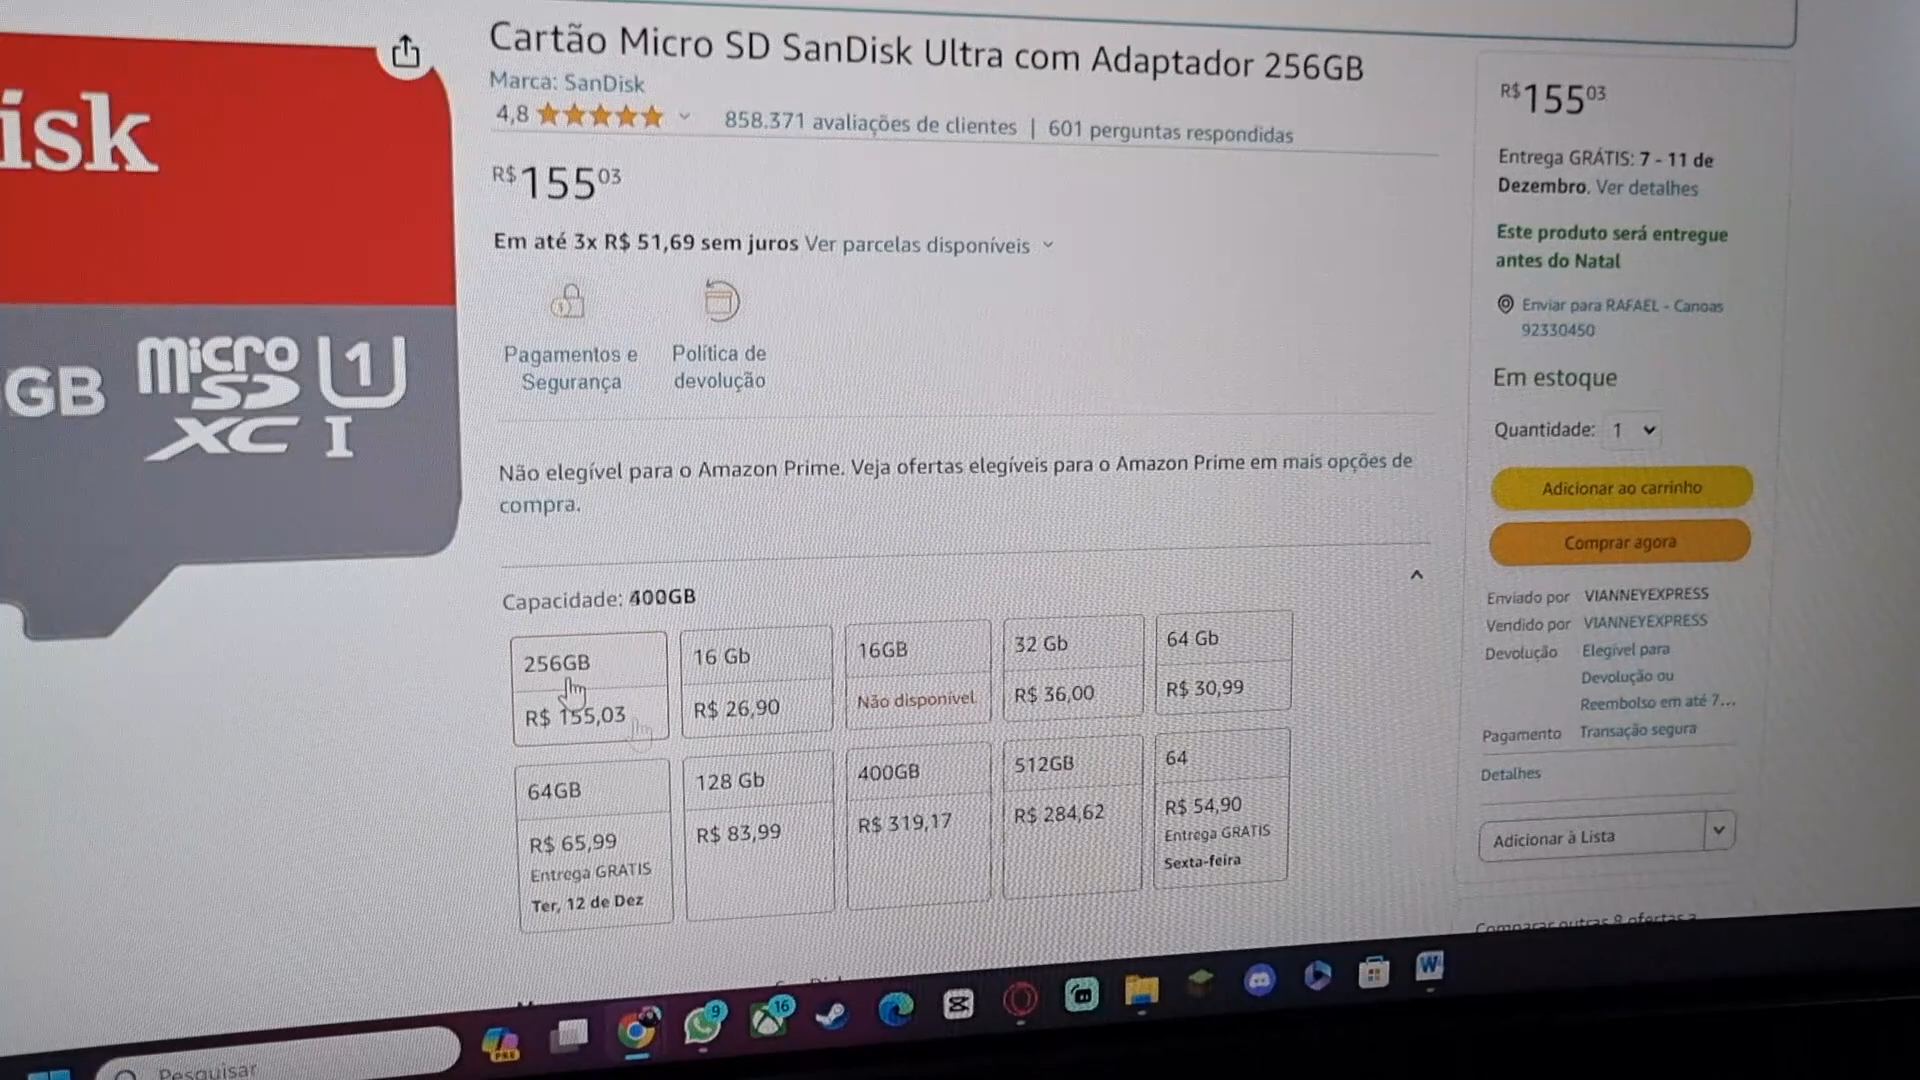 isk
GB micro SD XC I U1
Cartão Micro SD SanDisk Ultra com Adaptador 256GB
Marca: SanDisk
4,8
858.371 avaliações de clientes | 601 perguntas respondidas
R$155 03
Em até 3x R$ 51,69 sem juros Ver parcelas disponíveis
Pagamentos e
Segurança
Política de
devolução
Não elegível para o Amazon Prime. Veja ofertas elegíveis para o Amazon Prime em mais opções de
compra.
Capacidade: 400GB
256GB
R$ 155,03
16 Gb
R$ 26,90
16GB
Não disponível
32 Gb
R$ 36,00
64 Gb
R$ 30,99
64GB
R$ 65,99
Entrega GRÁTIS
Ter, 12 de Dez
128 Gb
R$ 83,99
400GB
R$ 319,17
512GB
R$ 284,62
64
R$ 54,90
Entrega GRÁTIS
Sexta-feira
R$155 03
Entrega GRÁTIS: 7 - 11 de
Dezembro. Ver detalhes
Este produto será entregue
antes do Natal
Enviar para RAFAEL - Canoas
92330450
Em estoque
Quantidade: 1
Adicionar ao carrinho
Comprar agora
Enviado por VIANNEYEXPRESS
Vendido por VIANNEYEXPRESS
Devolução Elegível para
Devolução ou
Reembolso em até 7...
Pagamento Transação segura
Detalhes
Adicionar à Lista
Comparar outras 8 ofertas a
Pesquisar
PRE
9
16
W